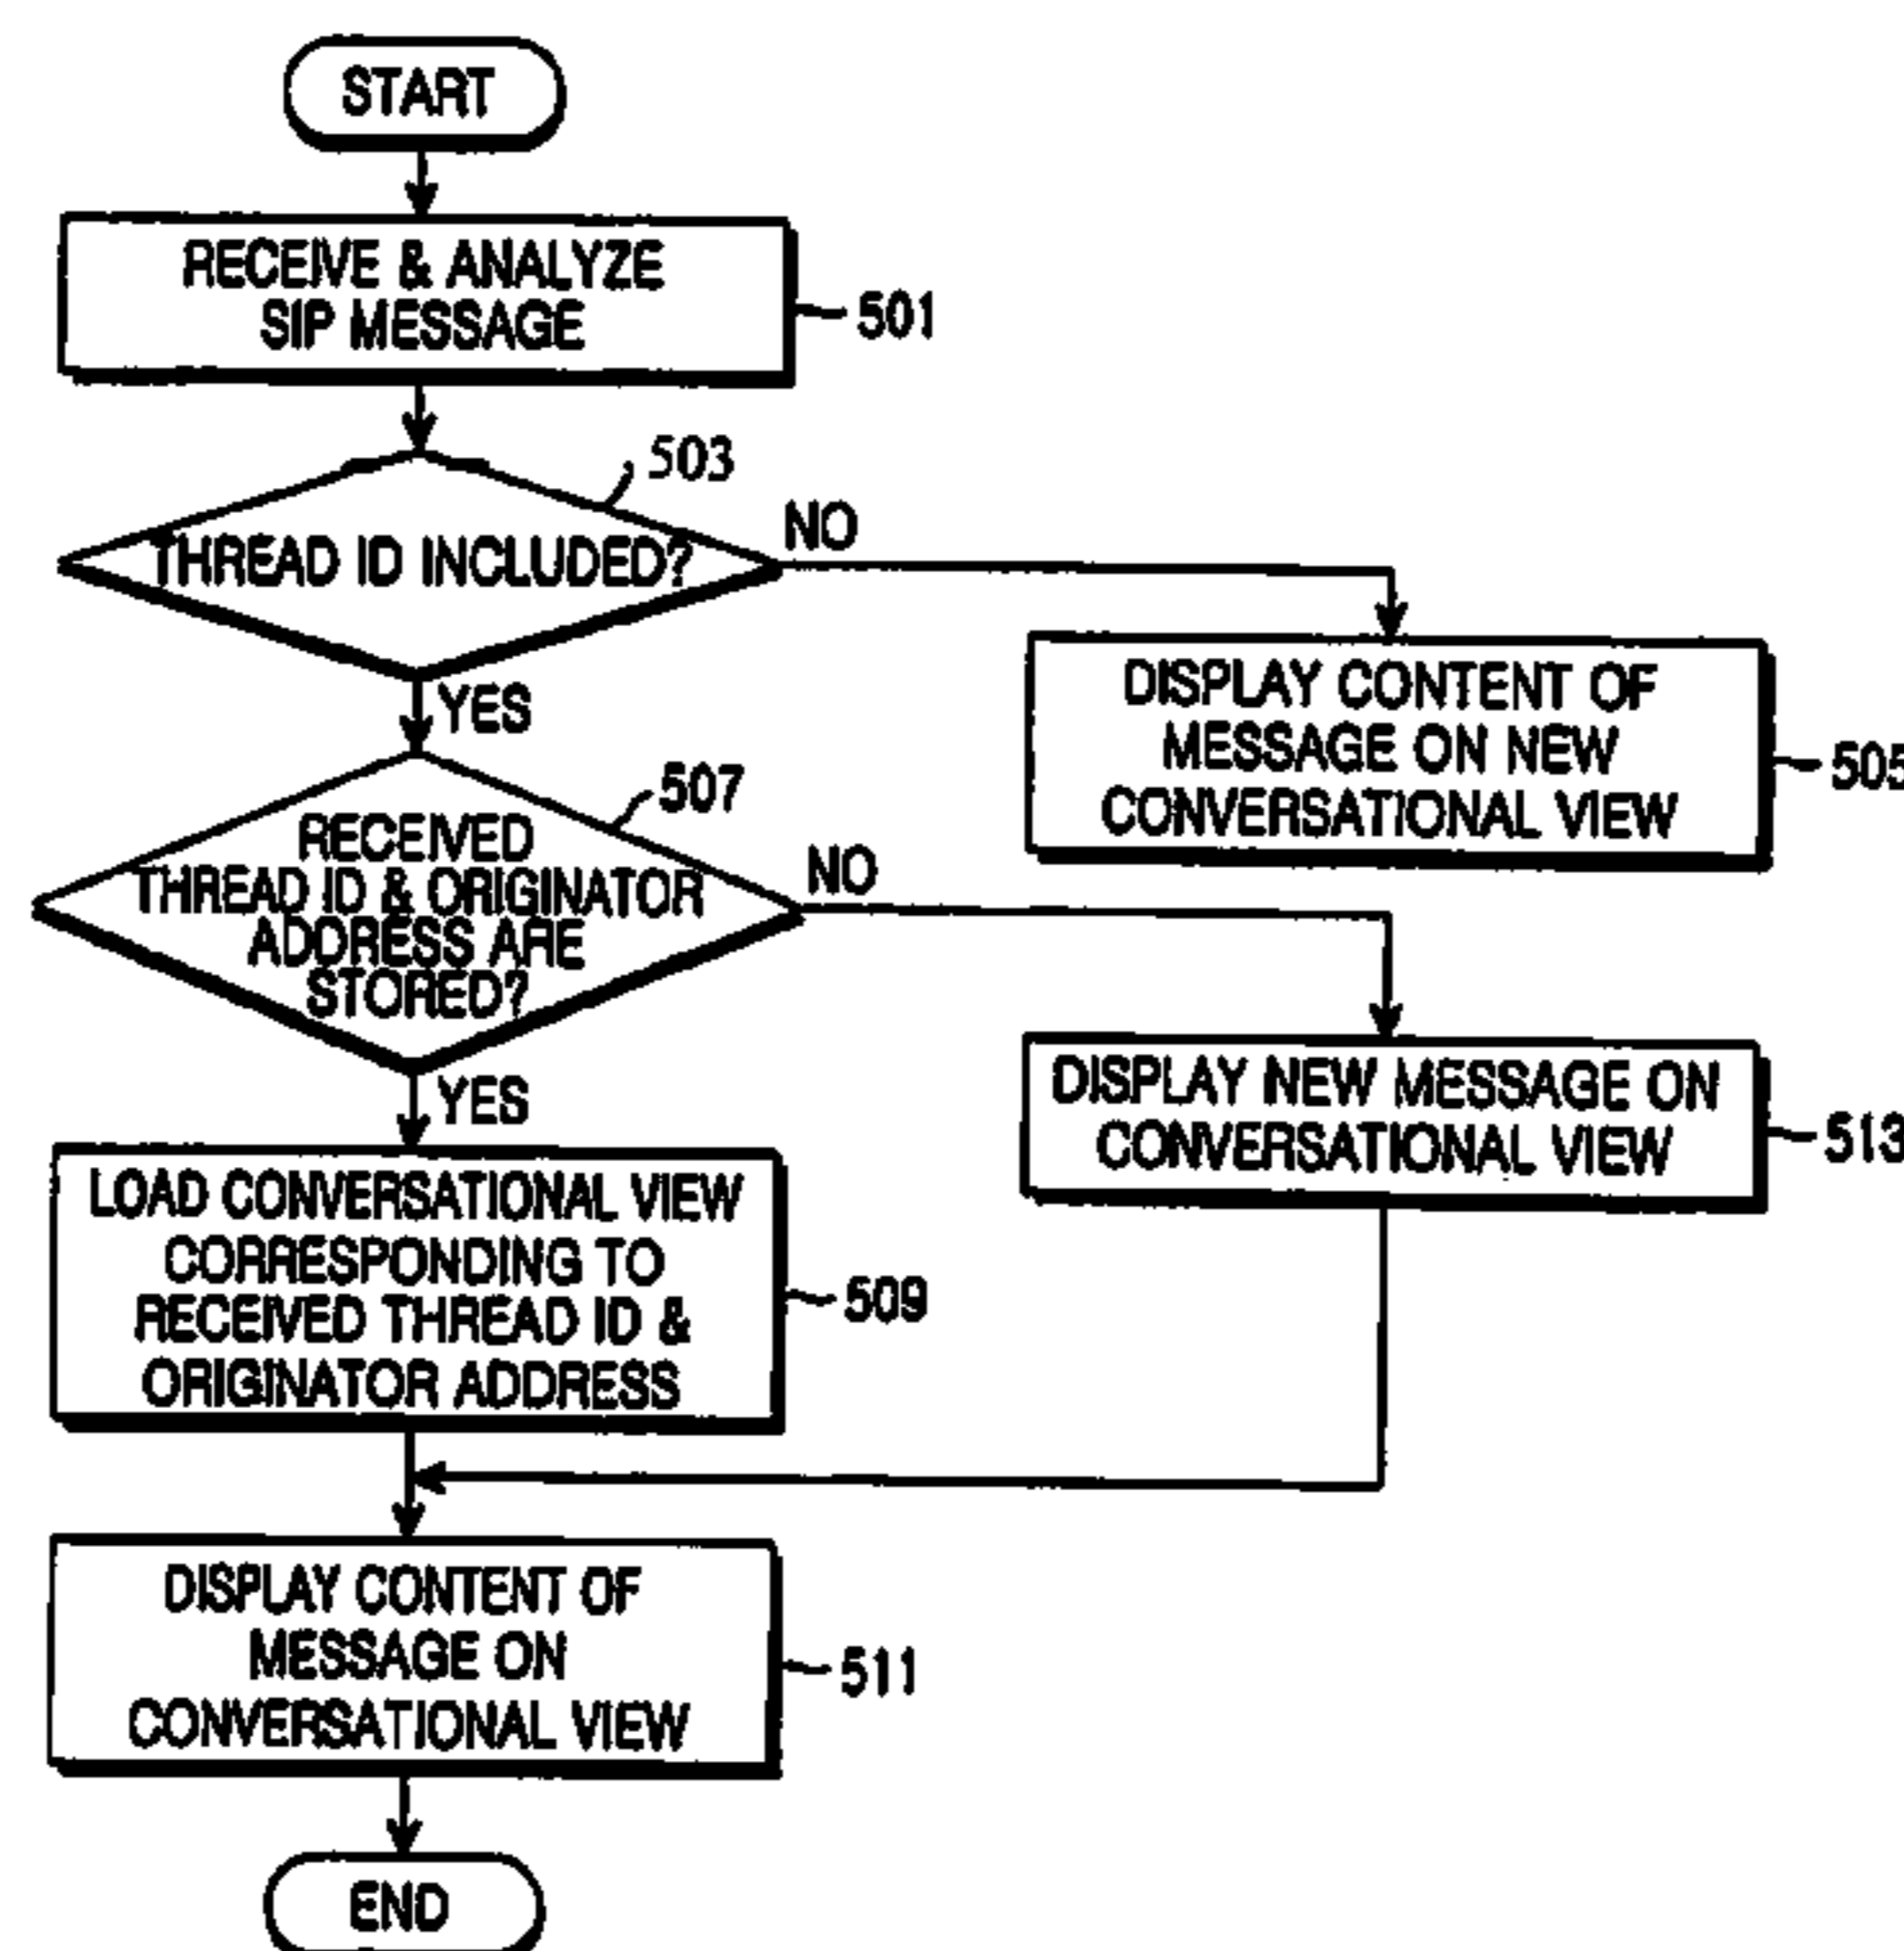 START
RECEIVE & ANALYZE
SIP MESSAGE
501
503
THREAD ID INCLUDED?
NO
YES
DISPLAY CONTENT OF
MESSAGE ON NEW
CONVERSATIONAL VIEW
505
507
RECEIVED
THREAD ID & ORIGINATOR
ADDRESS ARE
STORED?
NO
YES
DISPLAY NEW MESSAGE ON
CONVERSATIONAL VIEW
513
LOAD CONVERSATIONAL VIEW
CORRESPONDING TO
RECEIVED THREAD ID &
ORIGINATOR ADDRESS
509
DISPLAY CONTENT OF
MESSAGE ON
CONVERSATIONAL VIEW
511
END